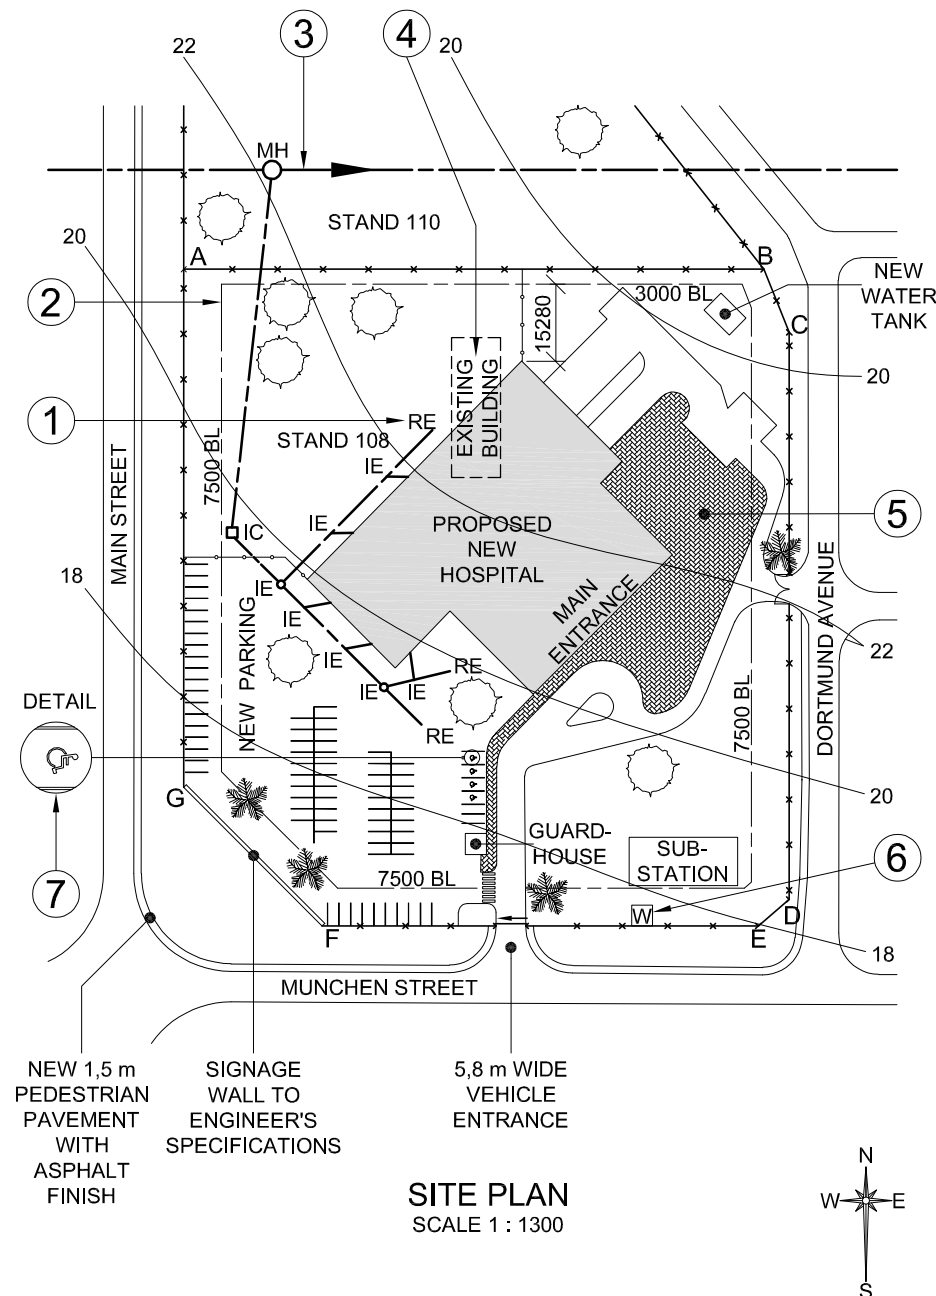 22
3
4
20
MH
STAND 110
20
A
B
NEW
WATER
TANK
2
3000 BL
15280
C
20
1
RE
EXISTING
BUILDING
STAND 108
IE
7500 BL
MAIN STREET
IE
IC
PROPOSED
NEW
HOSPITAL
5
18
IE
IE
MAIN
ENTRANCE
DORTMUND AVENUE
NEW PARKING
IE
IE
IE
RE
22
DETAIL
RE
7500 BL
G
20
GUARD-
HOUSE
SUB-
STATION
6
7
7500 BL
W
F
E
D
18
MUNCHEN STREET
NEW 1,5 m
PEDESTRIAN
PAVEMENT
WITH
ASPHALT
FINISH
SIGNAGE
WALL TO
ENGINEER'S
SPECIFICATIONS
5,8 m WIDE
VEHICLE
ENTRANCE
SITE PLAN
SCALE 1 : 1300
N
W
E
S